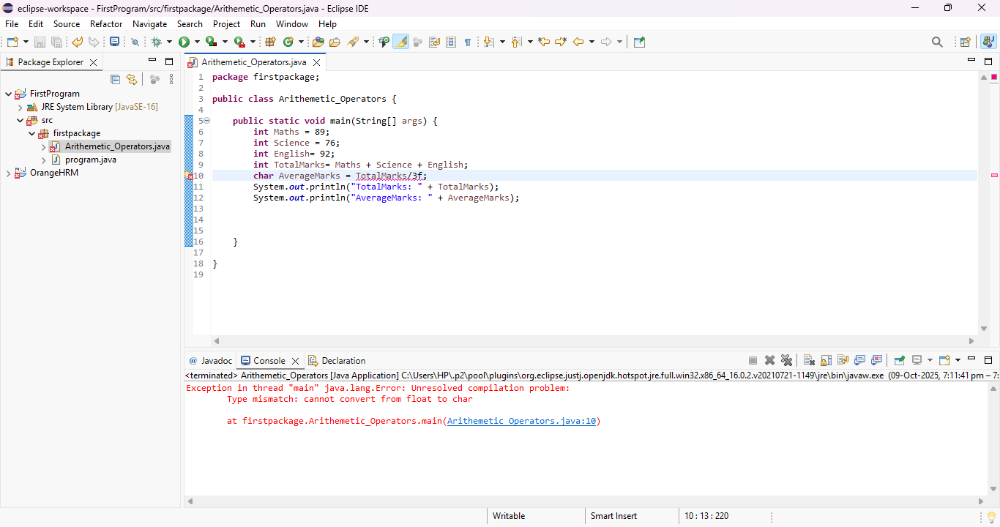 eclipse-workspace - FirstProgram/src/firstpackage/Arithemetic_Operators.java - Eclipse IDE
File Edit Source Refactor Navigate Search Project Run Window Help
Package Explorer
FirstProgram
JRE System Library [JavaSE-16]
src
firstpackage
Arithemetic_Operators.java
program.java
OrangeHRM
Arithemetic_Operators.java
1 package firstpackage;
2
3 public class Arithemetic_Operators {
4
5 public static void main(String[] args) {
6 int Maths = 89;
7 int Science = 76;
8 int English= 92;
9 int TotalMarks= Maths + Science + English;
10 char AverageMarks = TotalMarks/3f;
11 System.out.println("TotalMarks: " + TotalMarks);
12 System.out.println("AverageMarks: " + AverageMarks);
13
14
15
16 }
17
18 }
19
@ Javadoc Console Declaration
<terminated> Arithemetic_Operators [Java Application] C:\Users\HP\.p2\pool\plugins\org.eclipse.justj.openjdk.hotspot.jre.full.win32.x86_64_16.0.2.v20210721-1149\jre\bin\javaw.exe (09-Oct-2025, 7:11:41 pm – 7:
Exception in thread "main" java.lang.Error: Unresolved compilation problem:
Type mismatch: cannot convert from float to char
at firstpackage.Arithemetic_Operators.main(Arithemetic_Operators.java:10)
Writable Smart Insert 10 : 13 : 220